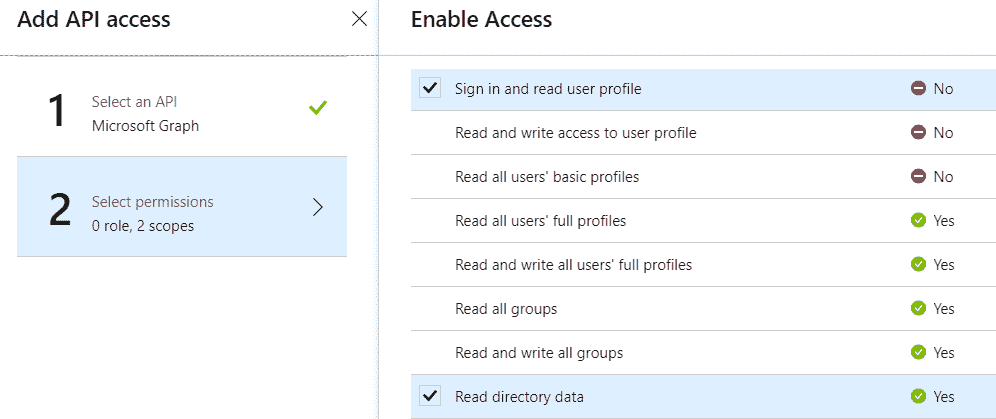 Add API access
1
Select an API
Microsoft Graph
2
Select permissions
0 role, 2 scopes
Enable Access
Sign in and read user profile No
Read and write access to user profile No
Read all users' basic profiles No
Read all users' full profiles Yes
Read and write all users' full profiles Yes
Read all groups Yes
Read and write all groups Yes
Read directory data Yes